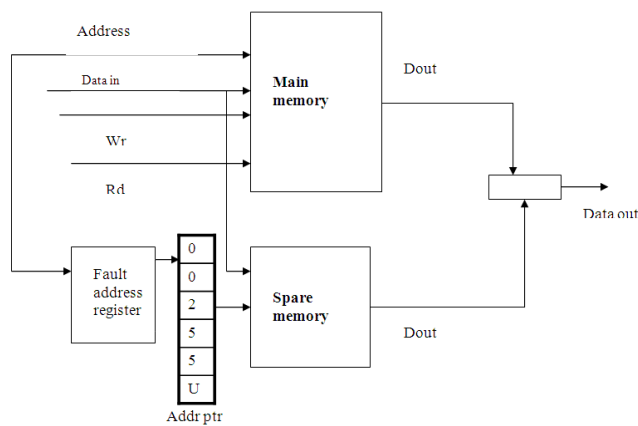 Address
Data in
Wr
Rd
Main
memory
Dout
Data out
Fault
address
register
0
0
2
5
5
U
Addr ptr
Spare
memory
Dout